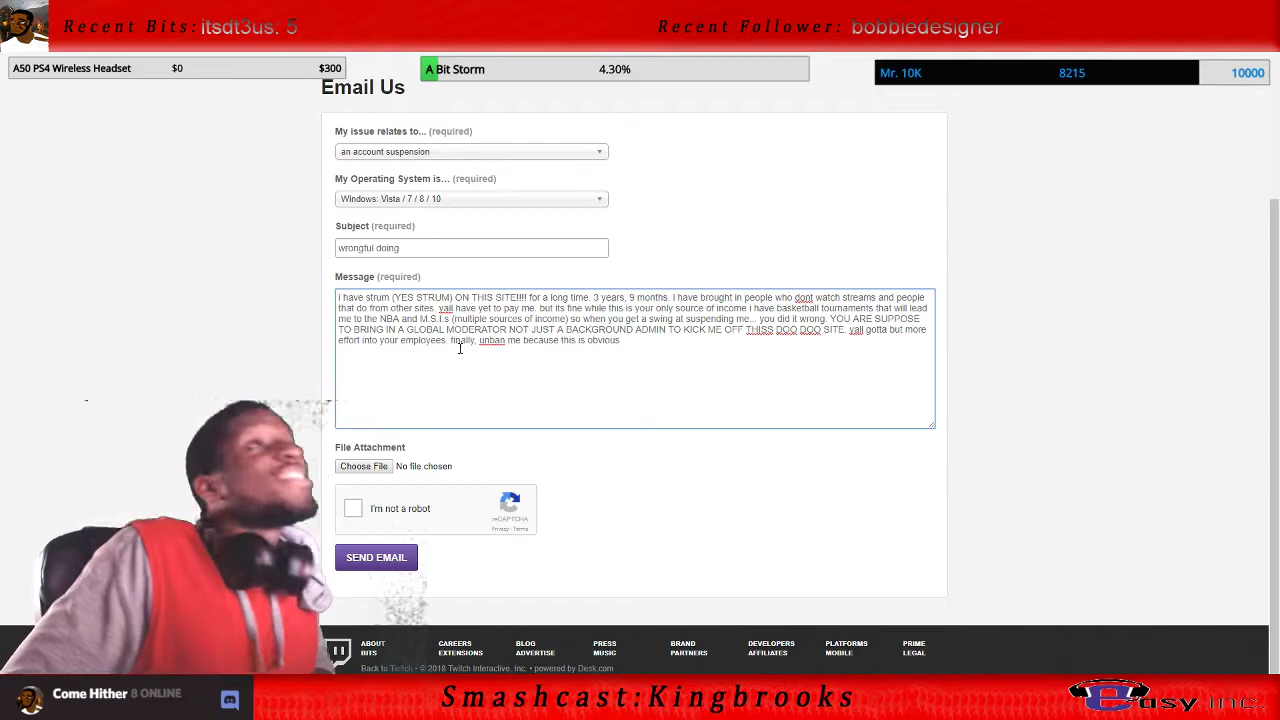 Recent Bits: itsdt3us: 5
Recent Follower: bobbiedesigner
A50 PS4 Wireless Headset $0 $300
A Bit Storm 4.30%
Mr. 10K 8215 10000
Email Us
My issue relates to... (required)
an account suspension
My Operating System is... (required)
Windows: Vista / 7 / 8 / 10
Subject (required)
wrongful doing
Message (required)
i have strum (YES STRUM) ON THIS SITE!!!! for a long time. 3 years, 9 months. i have brought in people who dont watch streams and people
that do from other sites. yall have yet to pay me. but its fine while this is your only source of income i have basketball tournaments that will lead
me to the NBA and M.S.I.s (multiple sources of income) so when you get a swing at suspending me... you did it wrong. YOU ARE SUPPOSE
TO BRING IN A GLOBAL MODERATOR NOT JUST A BACKGROUND ADMIN TO KICK ME OFF THISS DOO DOO SITE. yall gotta but more
effort into your employees. finally, unban me because this is obvious
File Attachment
Choose File No file chosen
I'm not a robot
reCAPTCHA
Privacy - Terms
SEND EMAIL
ABOUT CAREERS BLOG PRESS BRAND DEVELOPERS PLATFORMS PRIME
BITS EXTENSIONS ADVERTISE MUSIC PARTNERS AFFILIATES MOBILE LEGAL
Back to Twitch • © 2018 Twitch Interactive, Inc. • powered by Desk.com
Come Hither 8 ONLINE
Smashcast:Kingbrooks
easy inc.